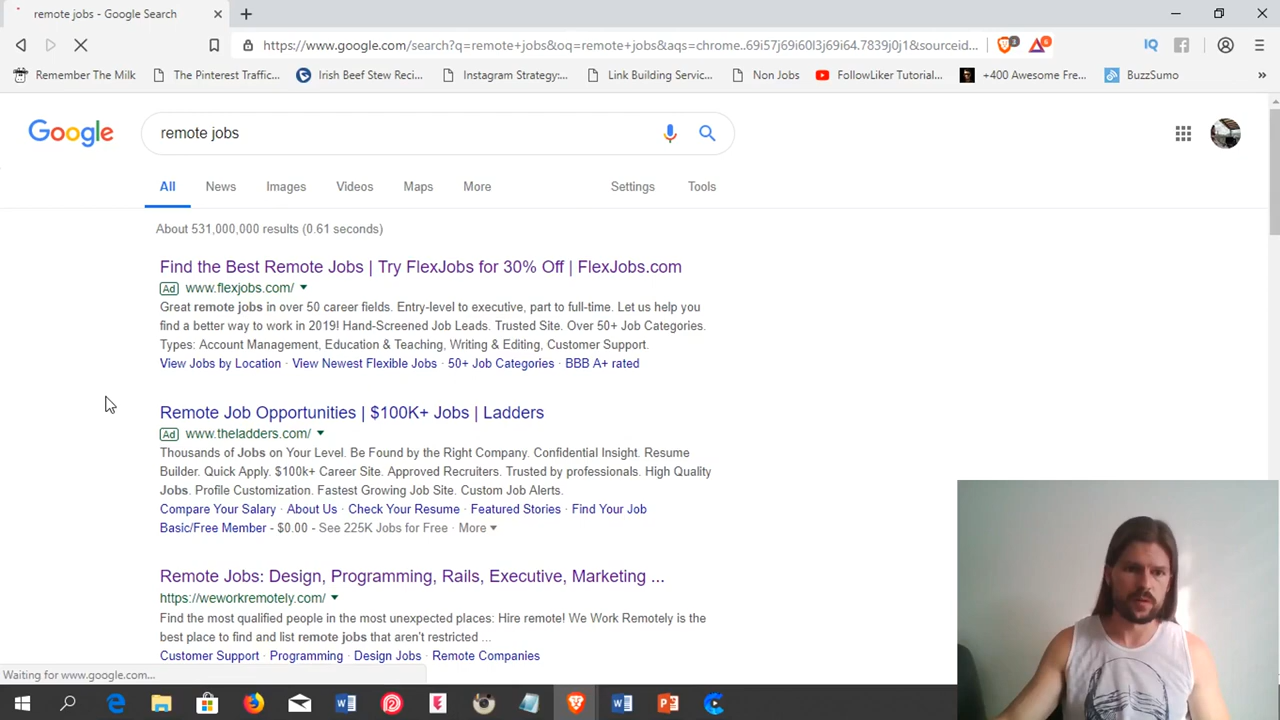 remote jobs - Google Search
https://www.google.com/search?q=remote+jobs&oq=remote+jobs&aqs=chrome..69i57j69i60l3j69i64.7839j0j1&sourceid...
3
6
IQ
Remember The Milk
The Pinterest Traffic...
Irish Beef Stew Reci...
Instagram Strategy:...
Link Building Servic...
Non Jobs
FollowLiker Tutorial...
+400 Awesome Fre...
BuzzSumo
»
Google
remote jobs
All News Images Videos Maps More Settings Tools
About 531,000,000 results (0.61 seconds)
Find the Best Remote Jobs | Try FlexJobs for 30% Off | FlexJobs.com
Ad www.flexjobs.com/
Great remote jobs in over 50 career fields. Entry-level to executive, part to full-time. Let us help you
find a better way to work in 2019! Hand-Screened Job Leads. Trusted Site. Over 50+ Job Categories.
Types: Account Management, Education & Teaching, Writing & Editing, Customer Support.
View Jobs by Location · View Newest Flexible Jobs · 50+ Job Categories · BBB A+ rated
Remote Job Opportunities | $100K+ Jobs | Ladders
Ad www.theladders.com/
Thousands of Jobs on Your Level. Be Found by the Right Company. Confidential Insight. Resume
Builder. Quick Apply. $100k+ Career Site. Approved Recruiters. Trusted by professionals. High Quality
Jobs. Profile Customization. Fastest Growing Job Site. Custom Job Alerts.
Compare Your Salary · About Us · Check Your Resume · Featured Stories · Find Your Job
Basic/Free Member - $0.00 - See 225K Jobs for Free · More
Remote Jobs: Design, Programming, Rails, Executive, Marketing ...
https://weworkremotely.com/
Find the most qualified people in the most unexpected places: Hire remote! We Work Remotely is the
best place to find and list remote jobs that aren't restricted ...
Customer Support · Programming · Design Jobs · Remote Companies
Waiting for www.google.com...